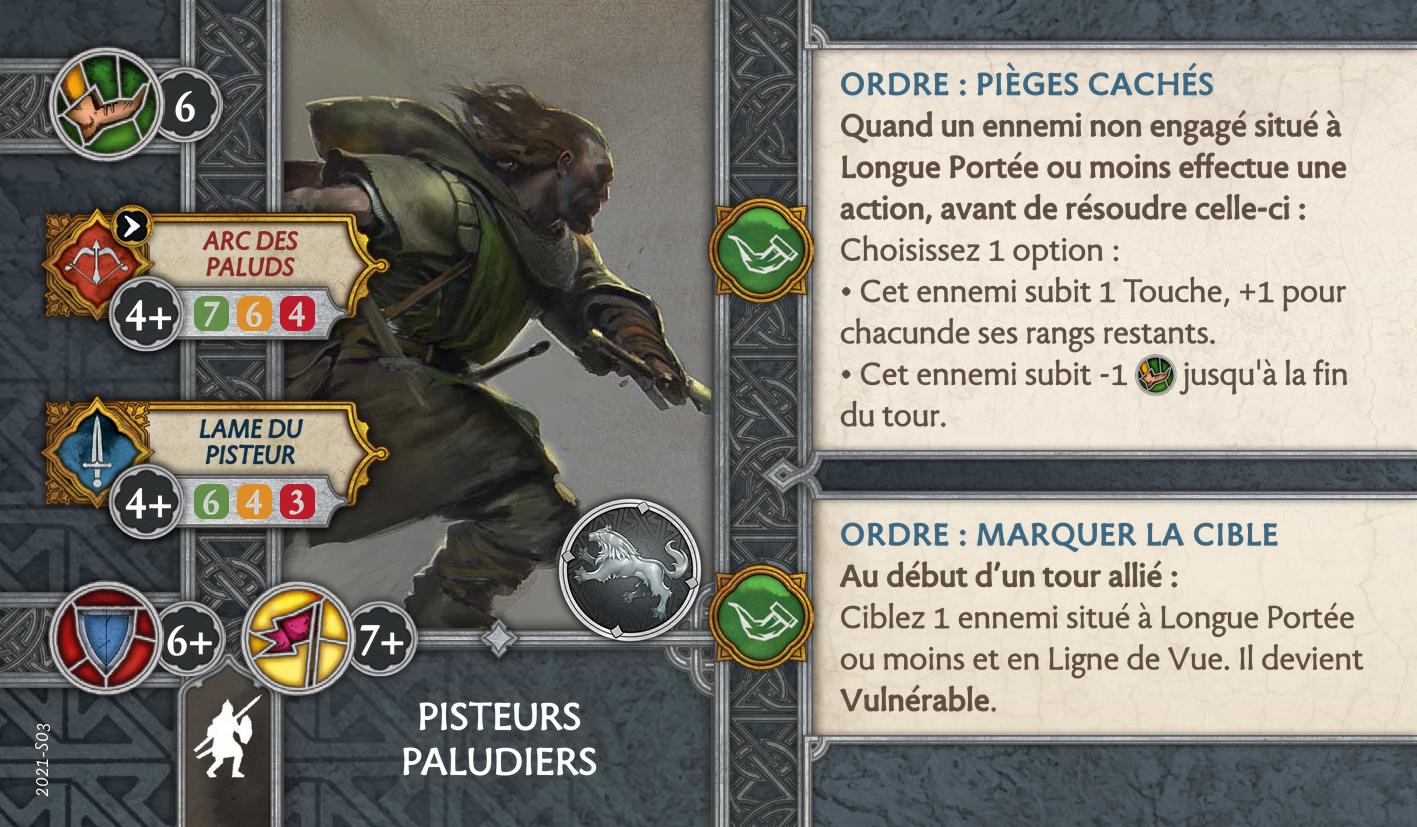 6
ARC DES
PALUDS
4+
7 6 4
LAME DU
PISTEUR
4+
6 4 3
6+
7+
PISTEURS
PALUDIERS
2021-S03
ORDRE : PIÈGES CACHÉS
Quand un ennemi non engagé situé à
Longue Portée ou moins effectue une
action, avant de résoudre celle-ci :
Choisissez 1 option :
• Cet ennemi subit 1 Touche, +1 pour
chacunde ses rangs restants.
• Cet ennemi subit -1 jusqu'à la fin
du tour.
ORDRE : MARQUER LA CIBLE
Au début d’un tour allié :
Ciblez 1 ennemi situé à Longue Portée
ou moins et en Ligne de Vue. Il devient
Vulnérable.